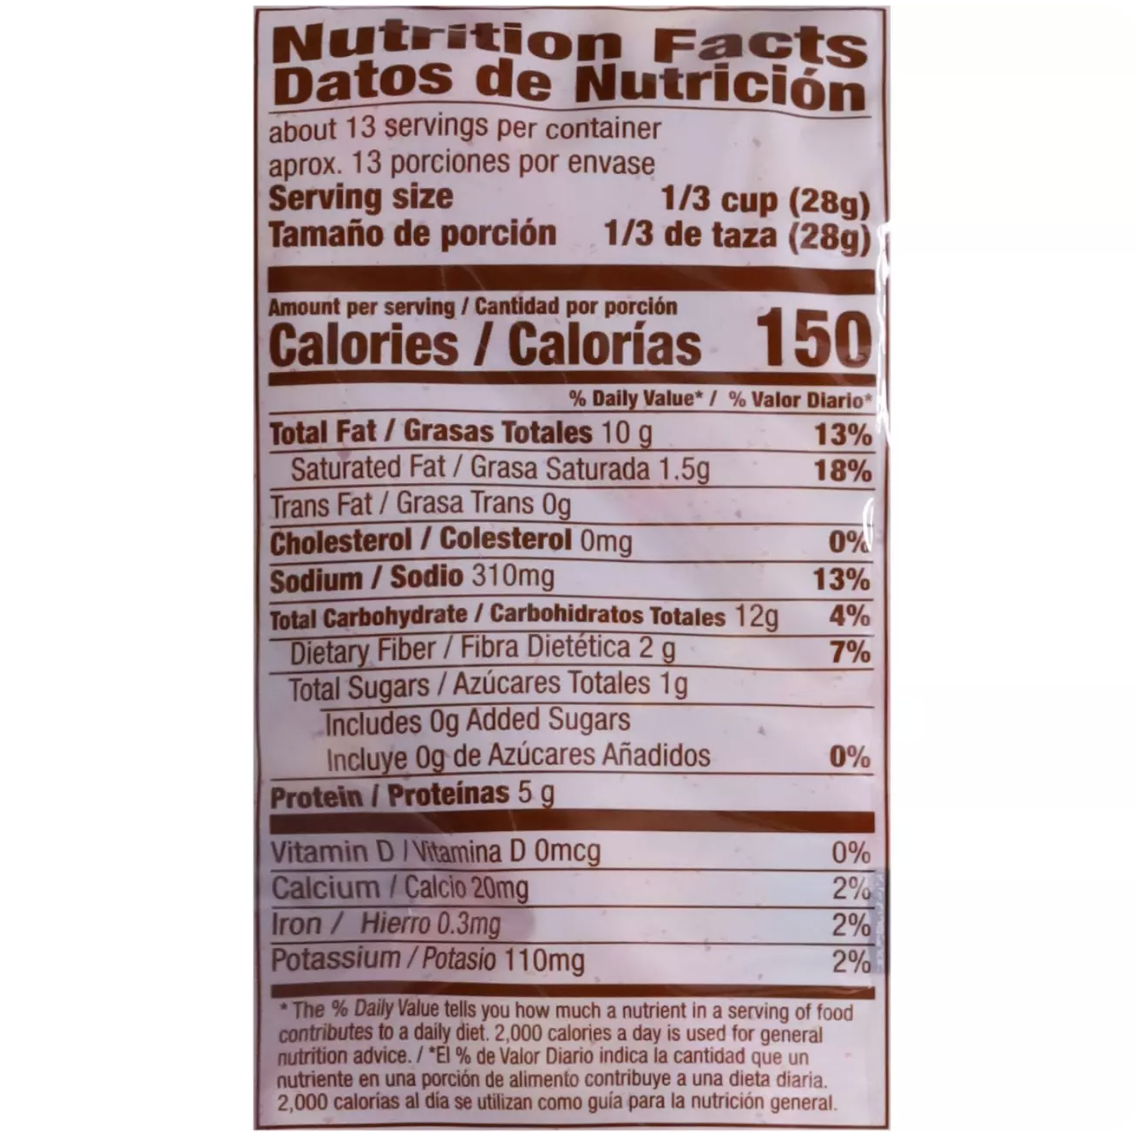 Nutrition Facts
Datos de Nutrición
about 13 servings per container
aprox. 13 porciones por envase
Serving size 1/3 cup (28g)
Tamaño de porción 1/3 de taza (28g)
Amount per serving / Cantidad por porción
Calories / Calorías 150
% Daily Value* / % Valor Diario*
Total Fat / Grasas Totales 10 g 13%
Saturated Fat / Grasa Saturada 1.5g 18%
Trans Fat / Grasa Trans 0g
Cholesterol / Colesterol 0mg 0%
Sodium / Sodio 310mg 13%
Total Carbohydrate / Carbohidratos Totales 12g 4%
Dietary Fiber / Fibra Dietética 2 g 7%
Total Sugars / Azúcares Totales 1g
Includes 0g Added Sugars
Incluye 0g de Azúcares Añadidos 0%
Protein / Proteínas 5 g
Vitamin D / Vitamina D 0mcg 0%
Calcium / Calcio 20mg 2%
Iron / Hierro 0.3mg 2%
Potassium / Potasio 110mg 2%
* The % Daily Value tells you how much a nutrient in a serving of food
contributes to a daily diet. 2,000 calories a day is used for general
nutrition advice. / *El % de Valor Diario indica la cantidad que un
nutriente en una porción de alimento contribuye a una dieta diaria.
2,000 calorías al día se utilizan como guía para la nutrición general.